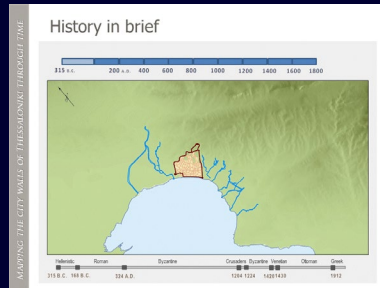 History in brief
MAPPING THE CITY WALLS OF THESSALONIKI THROUGH TIME
315 B.C. 200 A.D. 400 600 800 1000 1200 1400 1600 1800
Hellenistic Roman Byzantine Crusaders Byzantine Venetian Ottoman Greek
315 B.C. 168 B.C. 324 A.D. 1204 1224 1430 1912